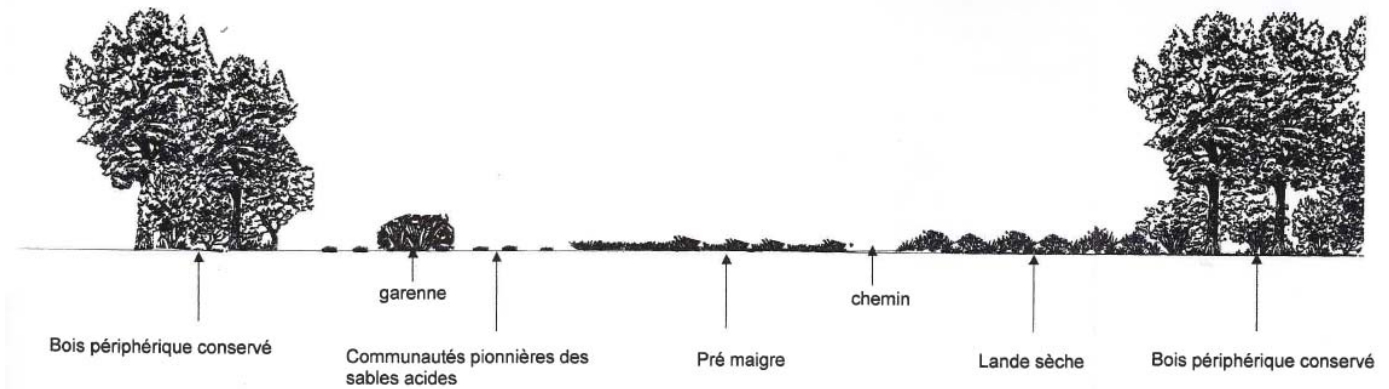 garenne
chemin
Bois périphérique conservé
Communautés pionnières des
sables acides
Pré maigre
Lande sèche
Bois périphérique conservé